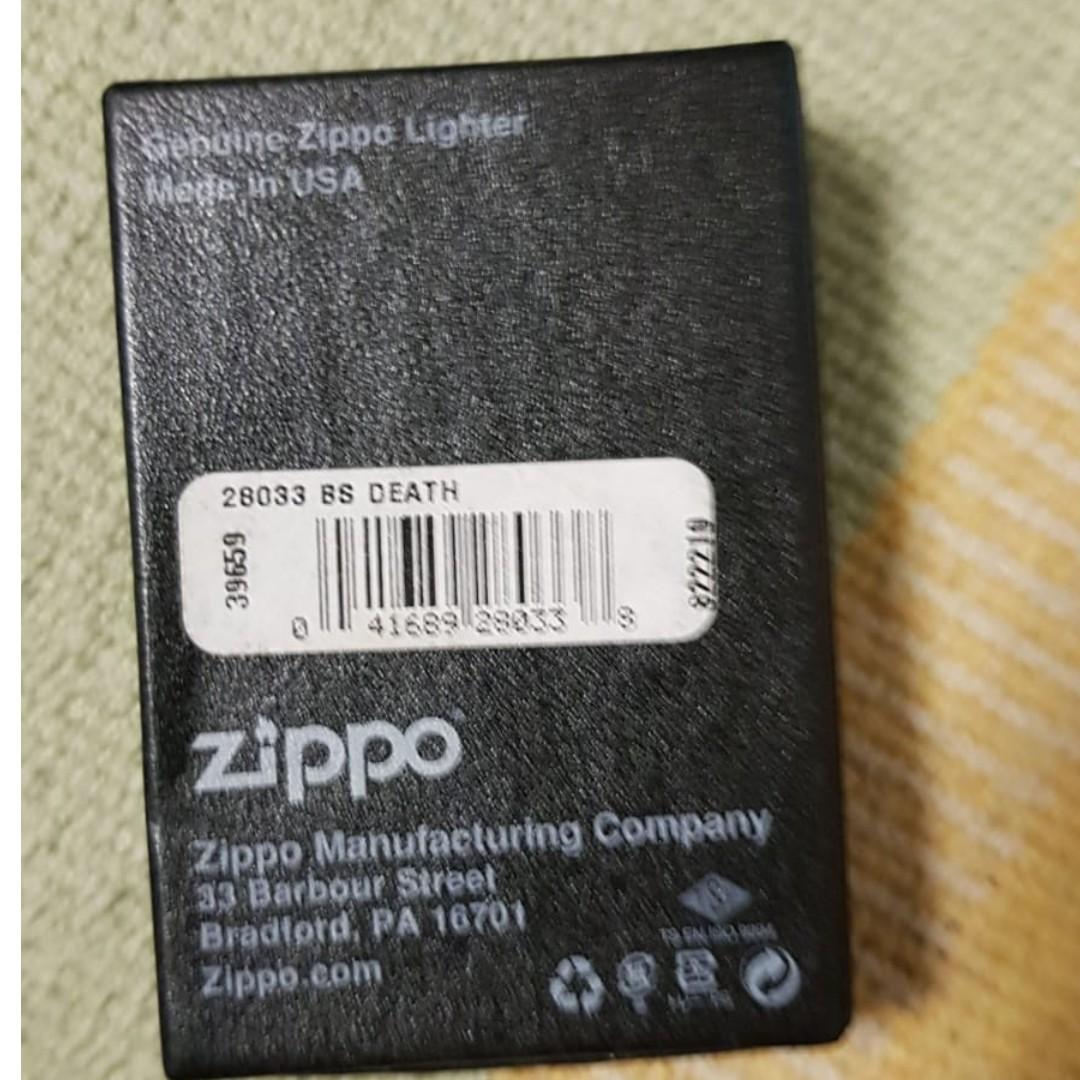 Genuine Zippo Lighter
Made in USA
28033 BS DEATH
39659
822219
0 41689 28033 8
zippo
Zippo Manufacturing Company
33 Barbour Street
Bradford, PA 16701
Zippo.com